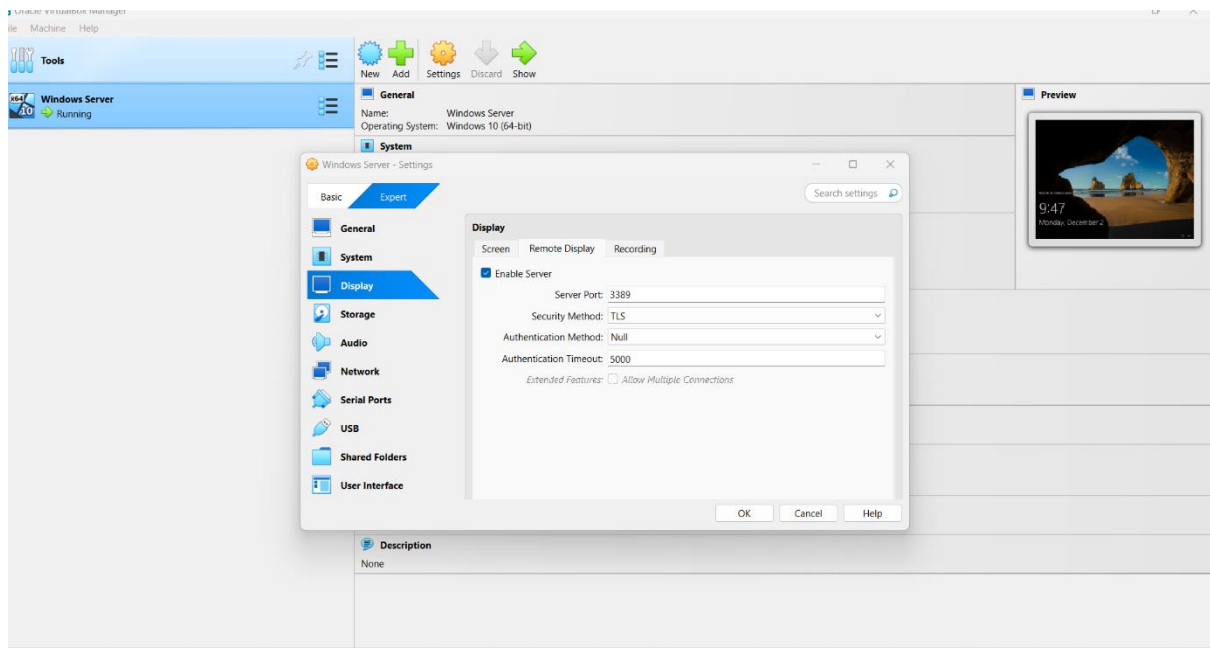 Oracle VirtualBox Manager
Machine Help
Tools
New Add Settings Discard Show
Windows Server
Running
General
Name: Windows Server
Operating System: Windows 10 (64-bit)
System
Preview
9:47
Monday, December 2
Windows Server - Settings
Basic Expert
Search settings
General
System
Display
Storage
Audio
Network
Serial Ports
USB
Shared Folders
User Interface
Display
Screen Remote Display Recording
Enable Server
Server Port: 3389
Security Method: TLS
Authentication Method: Null
Authentication Timeout: 5000
Extended Features: Allow Multiple Connections
OK Cancel Help
Description
None